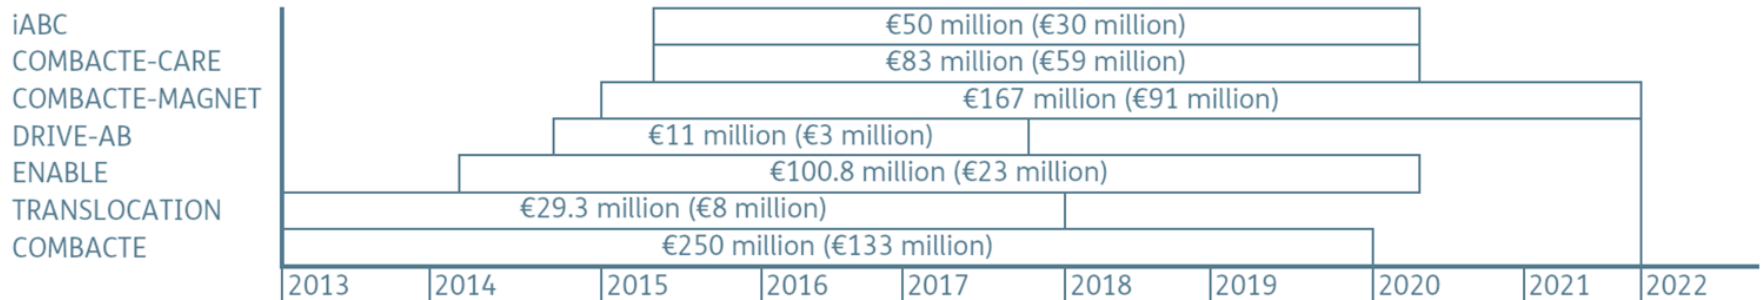 iABC €50 million (€30 million)
COMBACTE-CARE €83 million (€59 million)
COMBACTE-MAGNET €167 million (€91 million)
DRIVE-AB €11 million (€3 million)
ENABLE €100.8 million (€23 million)
TRANSLOCATION €29.3 million (€8 million)
COMBACTE €250 million (€133 million)
2013 2014 2015 2016 2017 2018 2019 2020 2021 2022